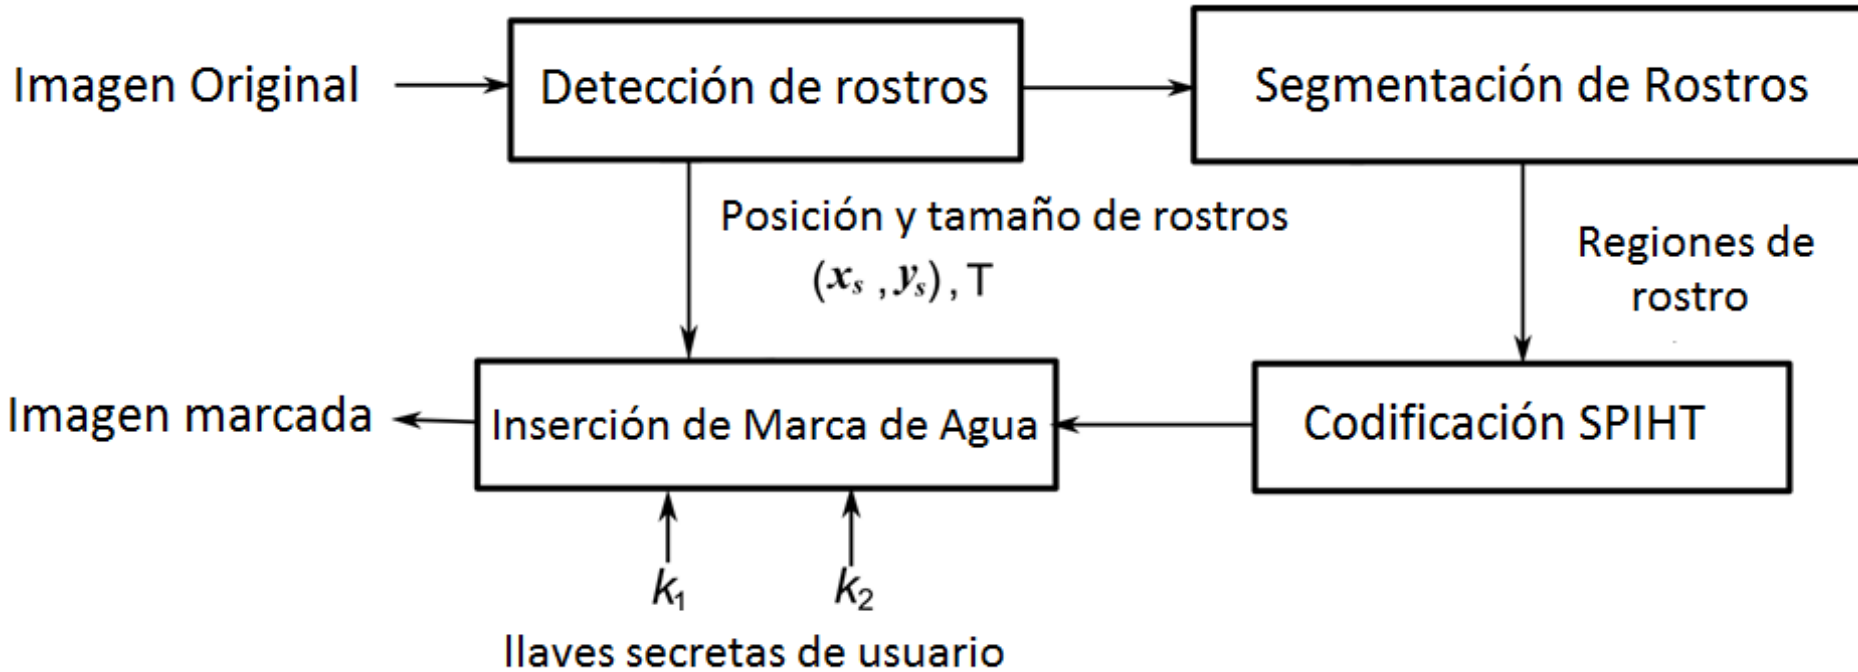 Imagen Original
Detección de rostros
Segmentación de Rostros
Posición y tamaño de rostros
(xₛ , yₛ) , T
Regiones de
rostro
Imagen marcada
Inserción de Marca de Agua
Codificación SPIHT
k₁
k₂
llaves secretas de usuario